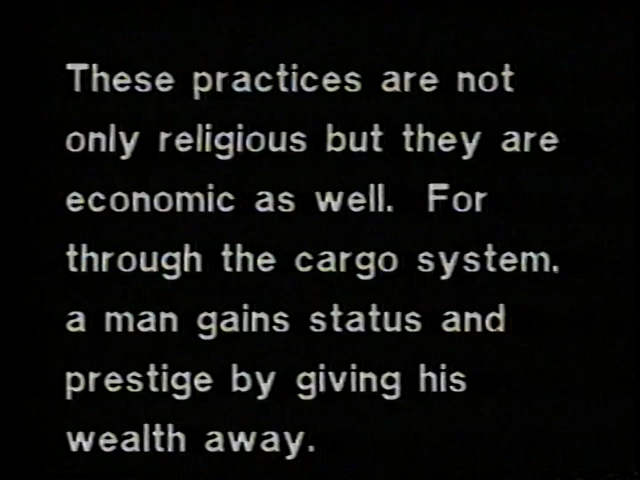 These practices are not
only religious but they are
economic as well. For
through the cargo system,
a man gains status and
prestige by giving his
wealth away.